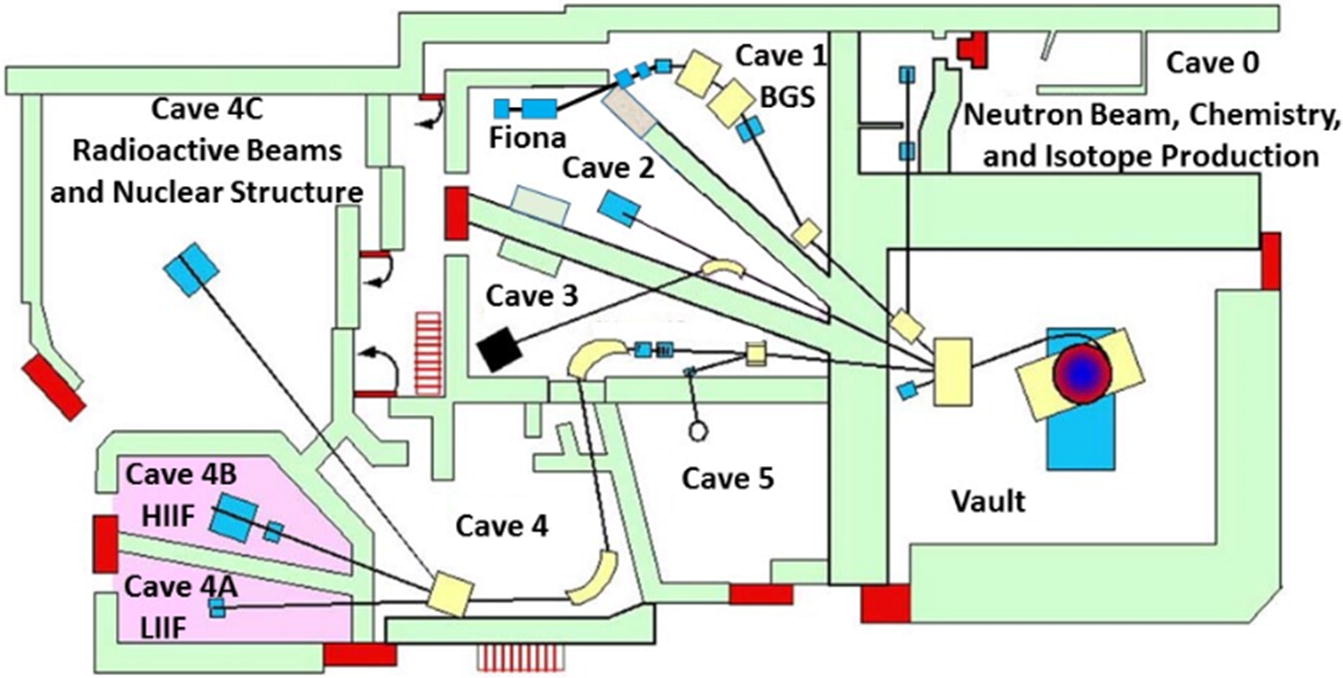 Cave 4C
Radioactive Beams
and Nuclear Structure
Fiona
Cave 1
BGS
Cave 2
Cave 3
Cave 0
Neutron Beam, Chemistry,
and Isotope Production
Cave 4B
HIIF
Cave 4A
LIIF
Cave 4
Cave 5
Vault